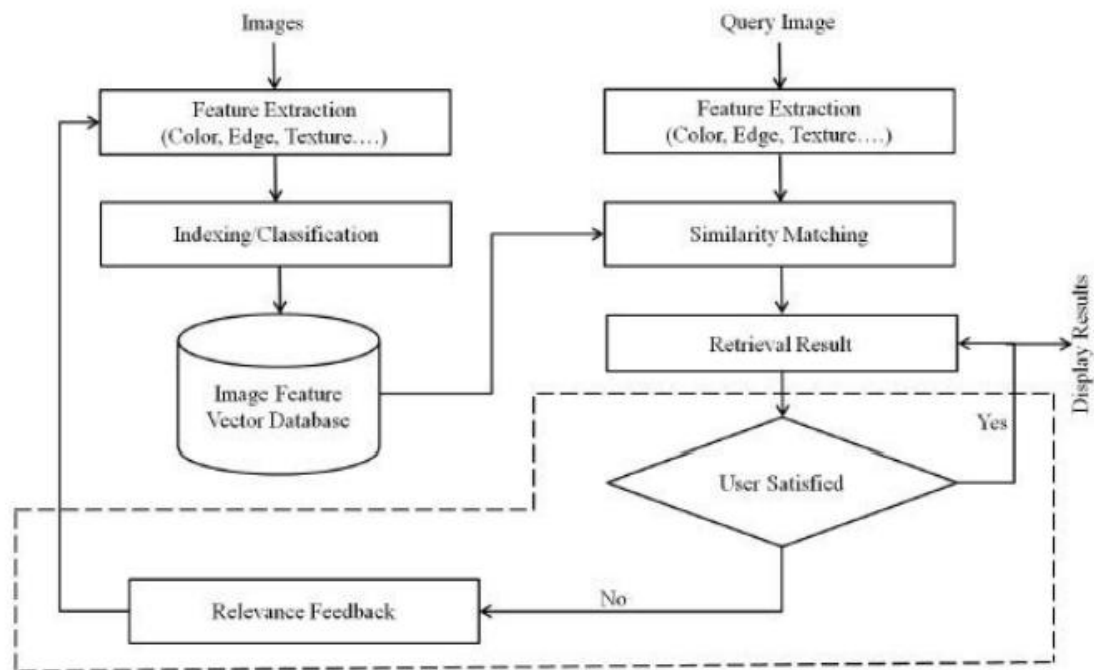 Images
Feature Extraction
(Color, Edge, Texture….)
Indexing/Classification
Image Feature
Vector Database
Query Image
Feature Extraction
(Color, Edge, Texture….)
Similarity Matching
Retrieval Result
Display Results
User Satisfied
Yes
No
Relevance Feedback